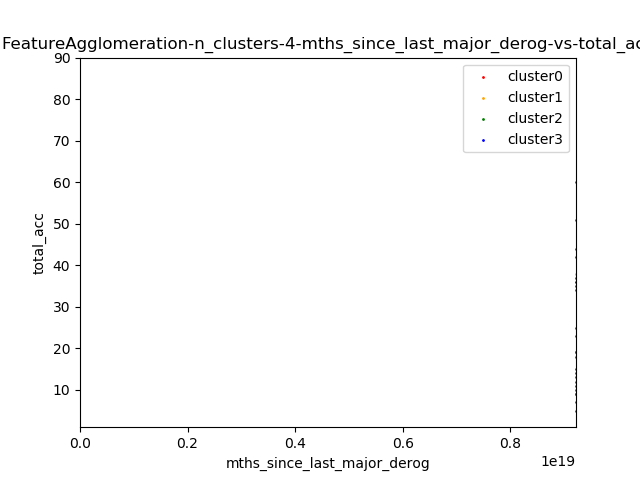 FeatureAgglomeration-n_clusters-4-mths_since_last_major_derog-vs-total_ac
90
80
70
60
50
40
30
20
10
total_acc
cluster0
cluster1
cluster2
cluster3
0.0 0.2 0.4 0.6 0.8
1e19
mths_since_last_major_derog